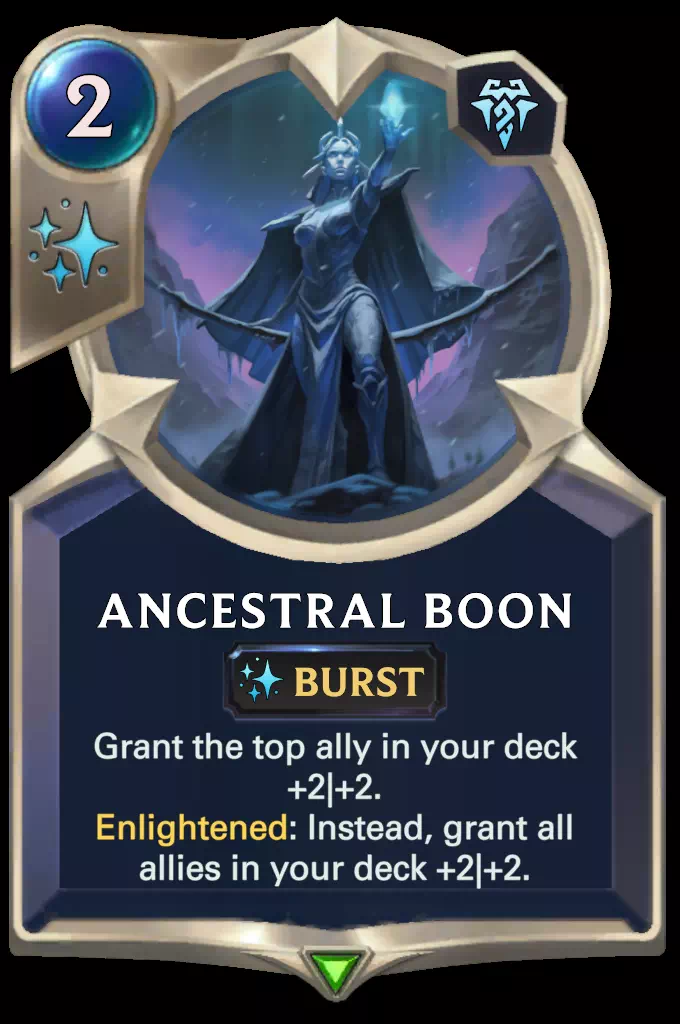 2
ANCESTRAL BOON
BURST
Grant the top ally in your deck
+2|+2.
Enlightened: Instead, grant all
allies in your deck +2|+2.